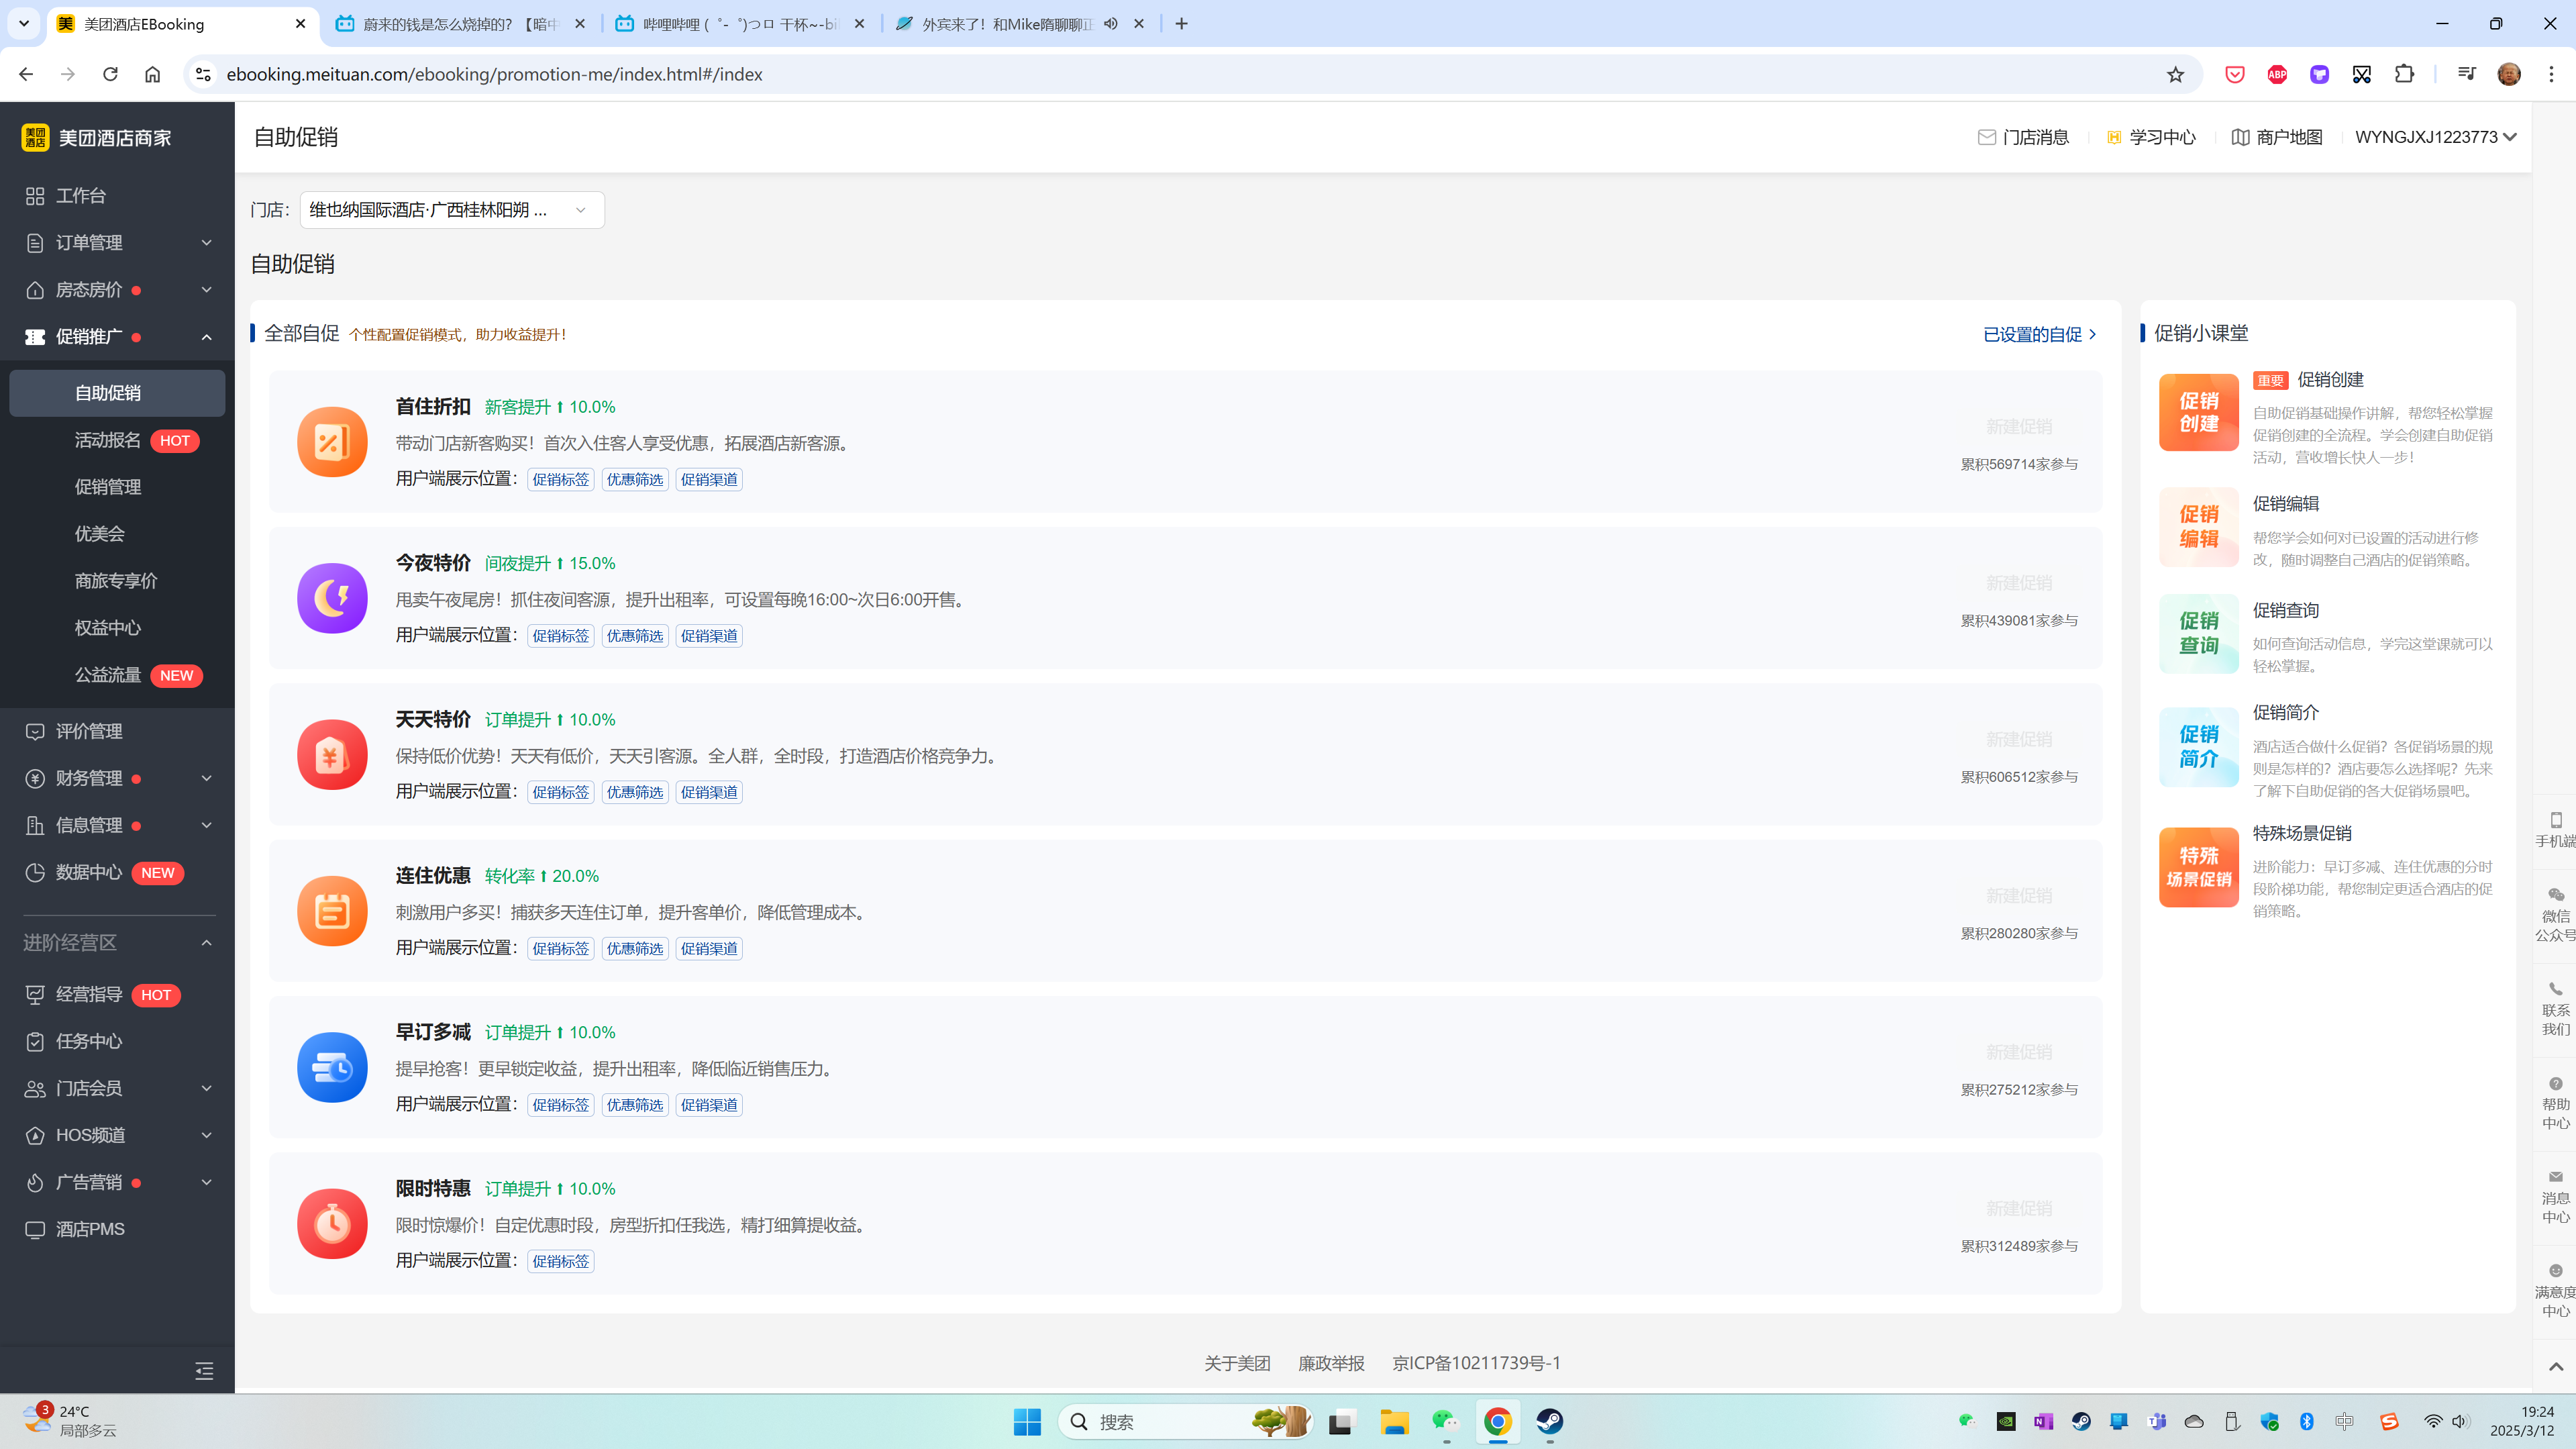 美团酒店EBooking
蔚来的钱是怎么烧掉的？【暗中
哔哩哔哩 (゜-゜)つロ 干杯~-bi
外宾来了！和Mike隋聊聊正
ebooking.meituan.com/ebooking/promotion-me/index.html#/index
ABP
美团
酒店
美团酒店商家
工作台
订单管理
房态房价
促销推广
自助促销
活动报名 HOT
促销管理
优美会
商旅专享价
权益中心
公益流量 NEW
评价管理
财务管理
信息管理
数据中心 NEW
进阶经营区
经营指导 HOT
任务中心
门店会员
HOS频道
广告营销
酒店PMS
自助促销
门店消息
学习中心
商户地图
WYNGJXJ1223773
门店：
维也纳国际酒店·广西桂林阳朔 ...
自助促销
全部自促 个性配置促销模式，助力收益提升！
已设置的自促
首住折扣 新客提升 10.0%
带动门店新客购买！首次入住客人享受优惠，拓展酒店新客源。
用户端展示位置： 促销标签 优惠筛选 促销渠道
新建促销
累积569714家参与
今夜特价 间夜提升 15.0%
甩卖午夜尾房！抓住夜间客源，提升出租率，可设置每晚16:00~次日6:00开售。
用户端展示位置： 促销标签 优惠筛选 促销渠道
新建促销
累积439081家参与
天天特价 订单提升 10.0%
保持低价优势！天天有低价，天天引客源。全人群，全时段，打造酒店价格竞争力。
用户端展示位置： 促销标签 优惠筛选 促销渠道
新建促销
累积606512家参与
连住优惠 转化率 20.0%
刺激用户多买！捕获多天连住订单，提升客单价，降低管理成本。
用户端展示位置： 促销标签 优惠筛选 促销渠道
新建促销
累积280280家参与
早订多减 订单提升 10.0%
提早抢客！更早锁定收益，提升出租率，降低临近销售压力。
用户端展示位置： 促销标签 优惠筛选 促销渠道
新建促销
累积275212家参与
限时特惠 订单提升 10.0%
限时惊爆价！自定优惠时段，房型折扣任我选，精打细算提收益。
用户端展示位置： 促销标签
新建促销
累积312489家参与
促销小课堂
促销
创建
重要 促销创建
自助促销基础操作讲解，帮您轻松掌握
促销创建的全流程。学会创建自助促销
活动，营收增长快人一步！
促销
编辑
促销编辑
帮您学会如何对已设置的活动进行修
改，随时调整自己酒店的促销策略。
促销
查询
促销查询
如何查询活动信息，学完这堂课就可以
轻松掌握。
促销
简介
促销简介
酒店适合做什么促销？各促销场景的规
则是怎样的？酒店要怎么选择呢？先来
了解下自助促销的各大促销场景吧。
特殊
场景促销
特殊场景促销
进阶能力：早订多减、连住优惠的分时
段阶梯功能，帮您制定更适合酒店的促
销策略。
手机端
微信
公众号
联系
我们
帮助
中心
消息
中心
满意度
中心
关于美团 廉政举报 京ICP备10211739号-1
3
24°C
局部多云
搜索
中
19:24
2025/3/12